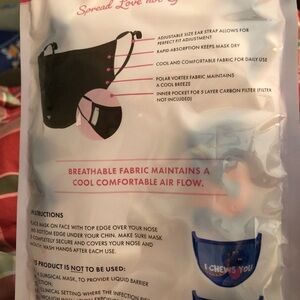 Spread Love not
ADJUSTABLE SIZE EAR STRAP ALLOWS FOR
PERFECT FIT ADJUSTMENT
RAPID-ABSORPTION KEEPS MASK DRY
COOL AND COMFORTABLE FABRIC FOR DAILY USE
POLAR VORTEX FABRIC MAINTAINS
A COOL BREEZE
INNER POCKET FOR 5 LAYER CARBON FILTER (FILTER
NOT INCLUDED)
BREATHABLE FABRIC MAINTAINS A
COOL COMFORTABLE AIR FLOW.
INSTRUCTIONS
PLACE MASK ON FACE WITH TOP EDGE OVER YOUR NOSE
BOTTOM EDGE UNDER YOUR CHIN. MAKE SURE MASK
COMPLETELY SECURE AND COVERS YOUR NOSE AND
MOUTH. WASH HANDS AFTER EACH USE.
PRODUCT IS NOT TO BE USED:
SURGICAL MASK, TO PROVIDE LIQUID BARRIER
CLINICAL SETTING WHERE THE INFECTION
I CHEWS YOU